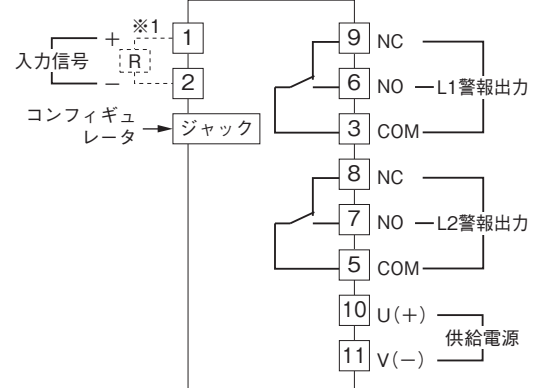 ※1
入力信号
+
R
−
1
2
コンフィギュ
レータ
ジャック
9 NC
6 NO
L1警報出力
3 COM
8 NC
7 NO
L2警報出力
5 COM
10 U(+)
供給電源
11 V(−)